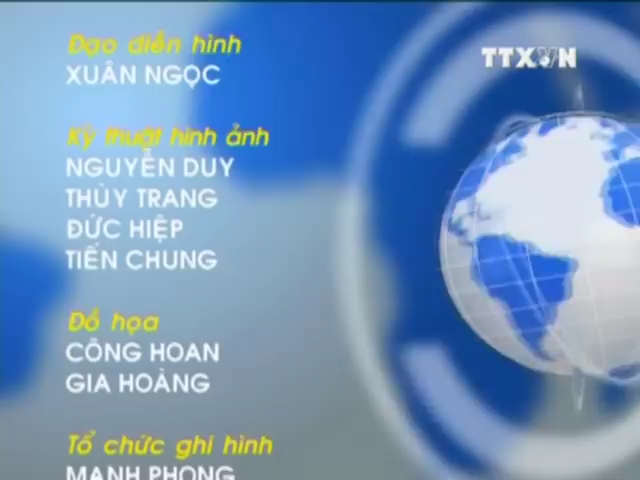 Đạo diễn hình
XUÂN NGỌC
TTXVN
Kỹ thuật hình ảnh
NGUYỄN DUY
THÙY TRANG
ĐỨC HIỆP
TIẾN CHUNG
Đồ họa
CÔNG HOAN
GIA HOÀNG
Tổ chức ghi hình
MẠNH PHONG